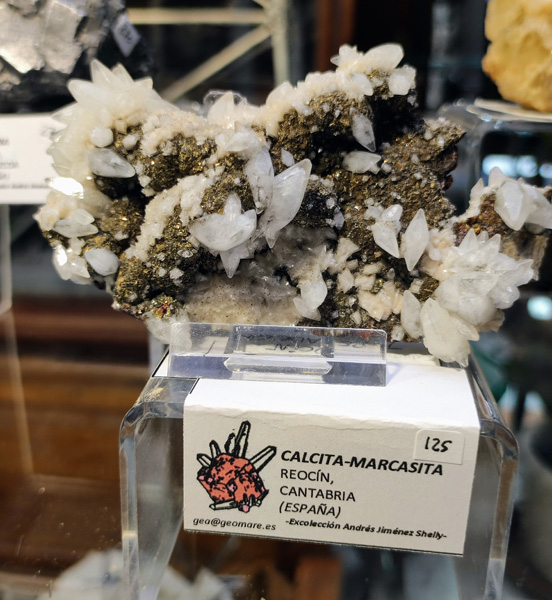 125
CALCITA-MARCASITA
REOCÍN,
CANTABRIA
(ESPAÑA)
gea@geomare.es -Excolección Andrés Jiménez Shelly-